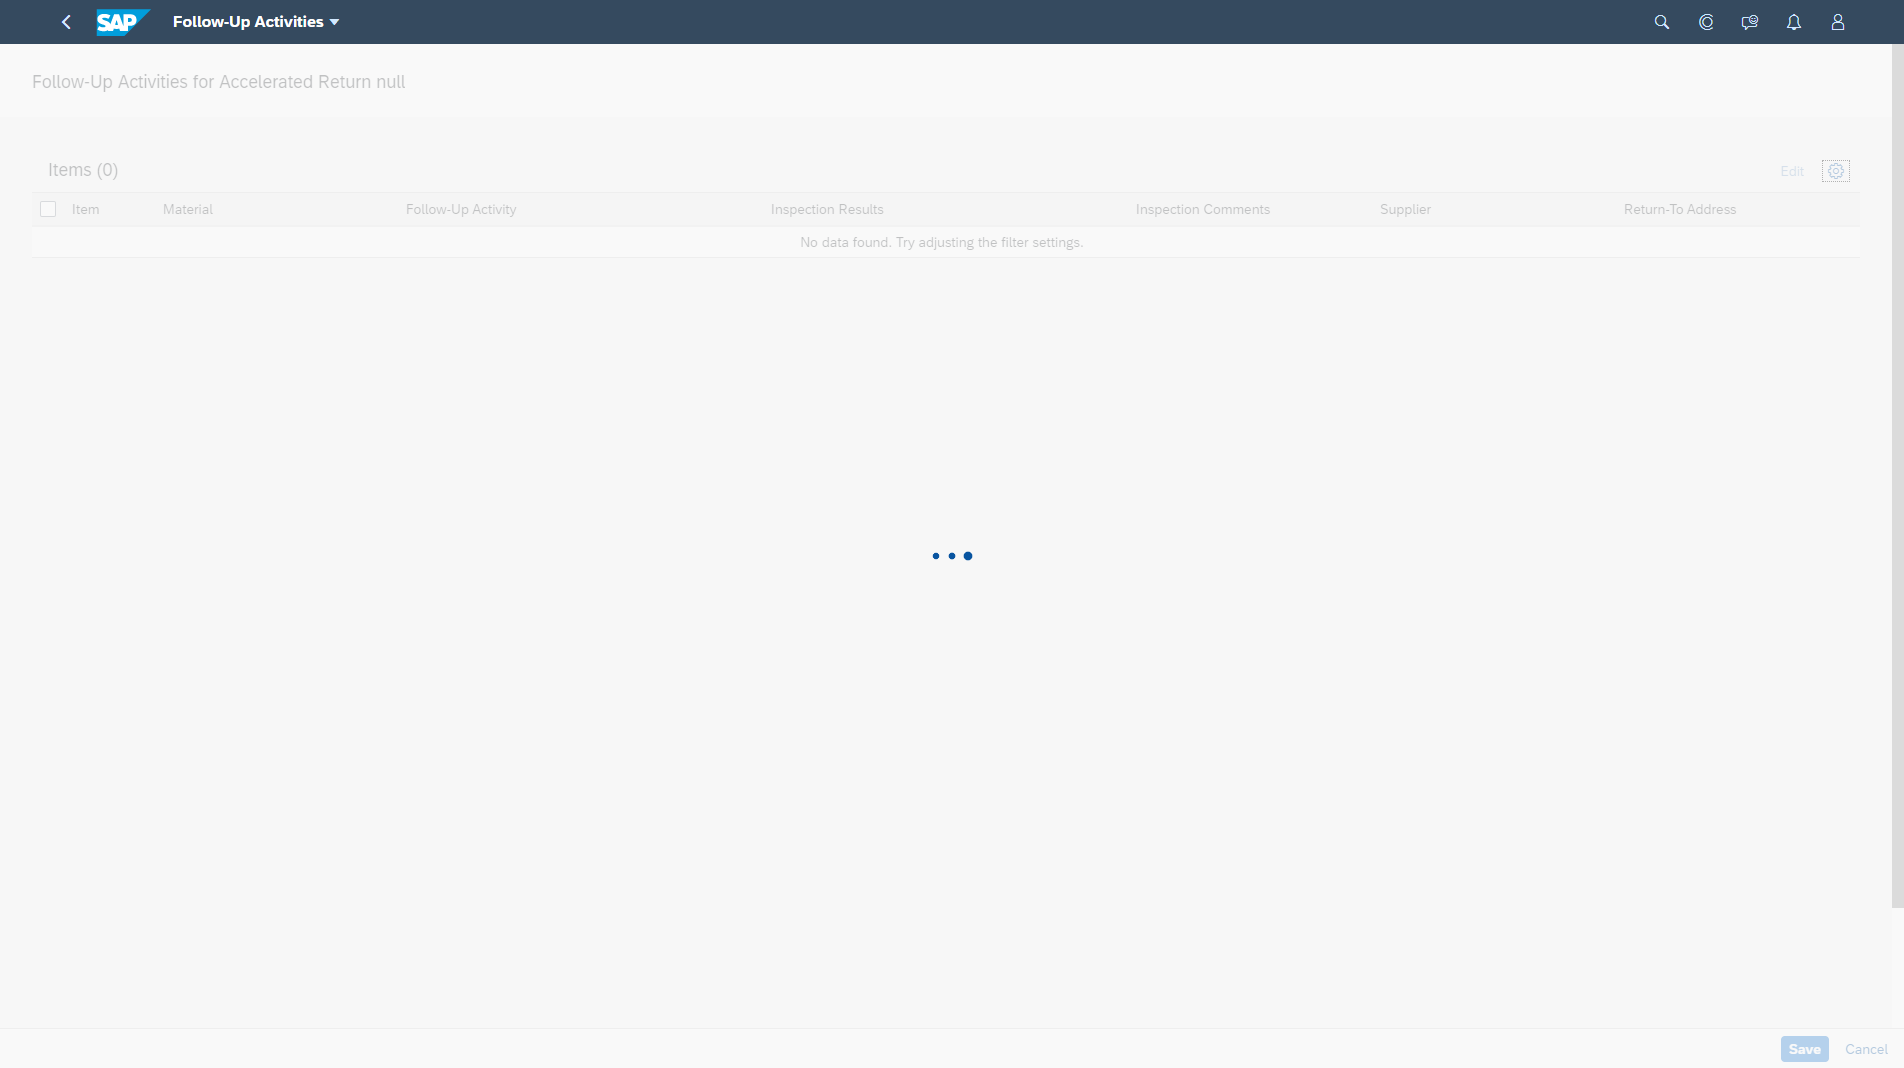 SAP Follow-Up Activities
Follow-Up Activities for Accelerated Return null
Items (0) Edit
Item Material Follow-Up Activity Inspection Results Inspection Comments Supplier Return-To Address
No data found. Try adjusting the filter settings.
Save Cancel